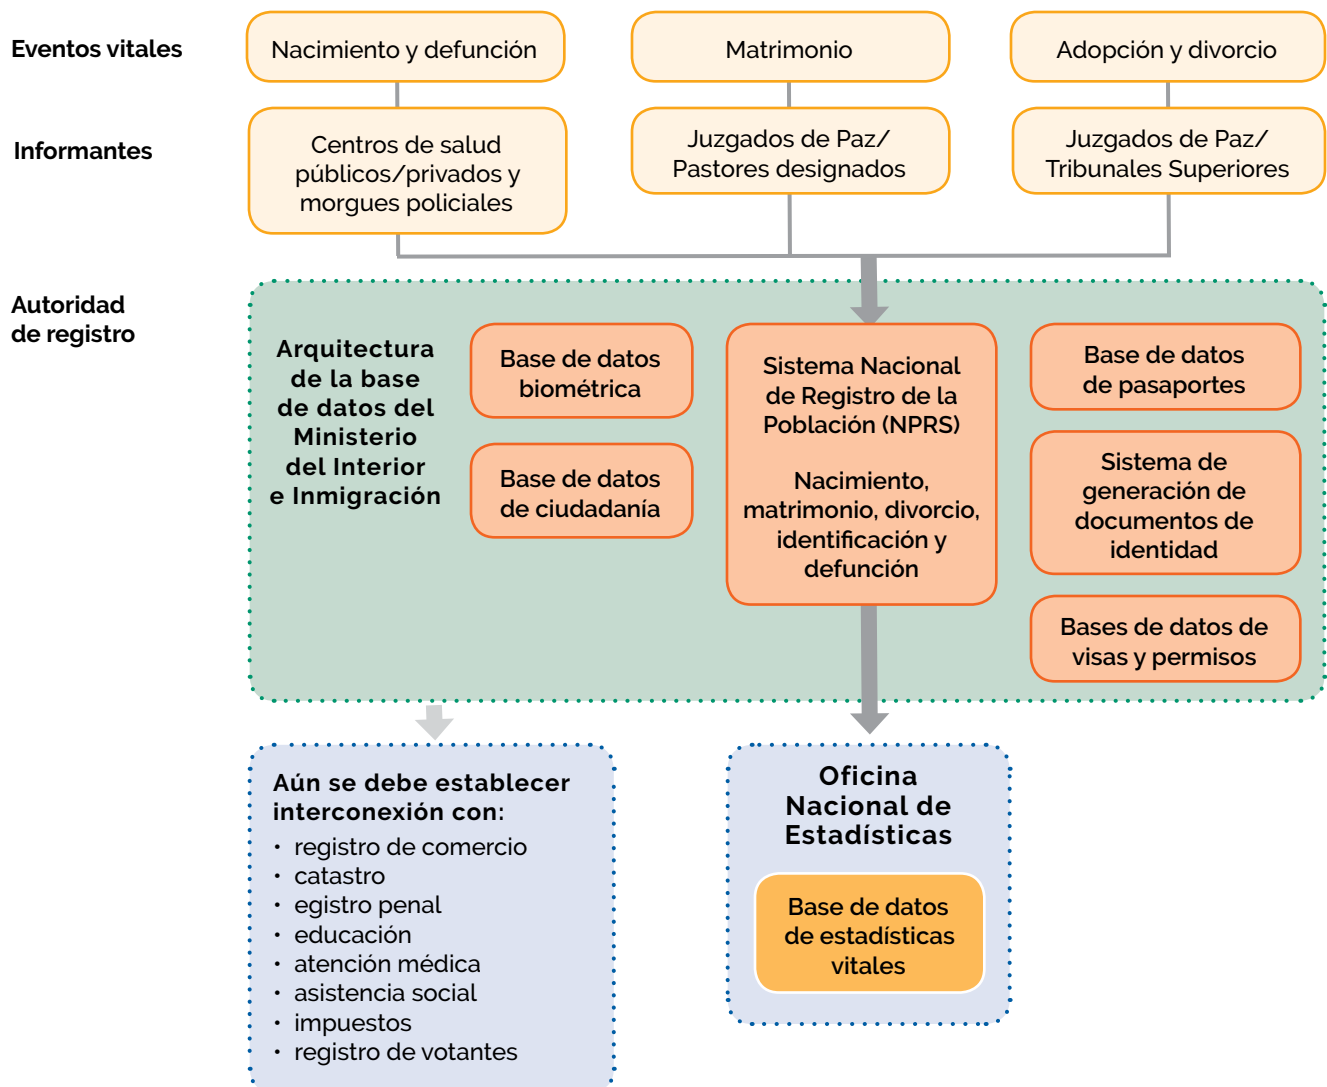 Eventos vitales
Nacimiento y defunción
Matrimonio
Adopción y divorcio
Informantes
Centros de salud
públicos/privados y
morgues policiales
Juzgados de Paz/
Pastores designados
Juzgados de Paz/
Tribunales Superiores
Autoridad
de registro
Arquitectura
de la base
de datos del
Ministerio
del Interior
e Inmigración
Base de datos
biométrica
Base de datos
de ciudadanía
Sistema Nacional
de Registro de la
Población (NPRS)
Nacimiento,
matrimonio, divorcio,
identificación y
defunción
Base de datos
de pasaportes
Sistema de
generación de
documentos de
identidad
Bases de datos de
visas y permisos
Aún se debe establecer
interconexión con:
• registro de comercio
• catastro
• egistro penal
• educación
• atención médica
• asistencia social
• impuestos
• registro de votantes
Oficina
Nacional de
Estadísticas
Base de datos
de estadísticas
vitales